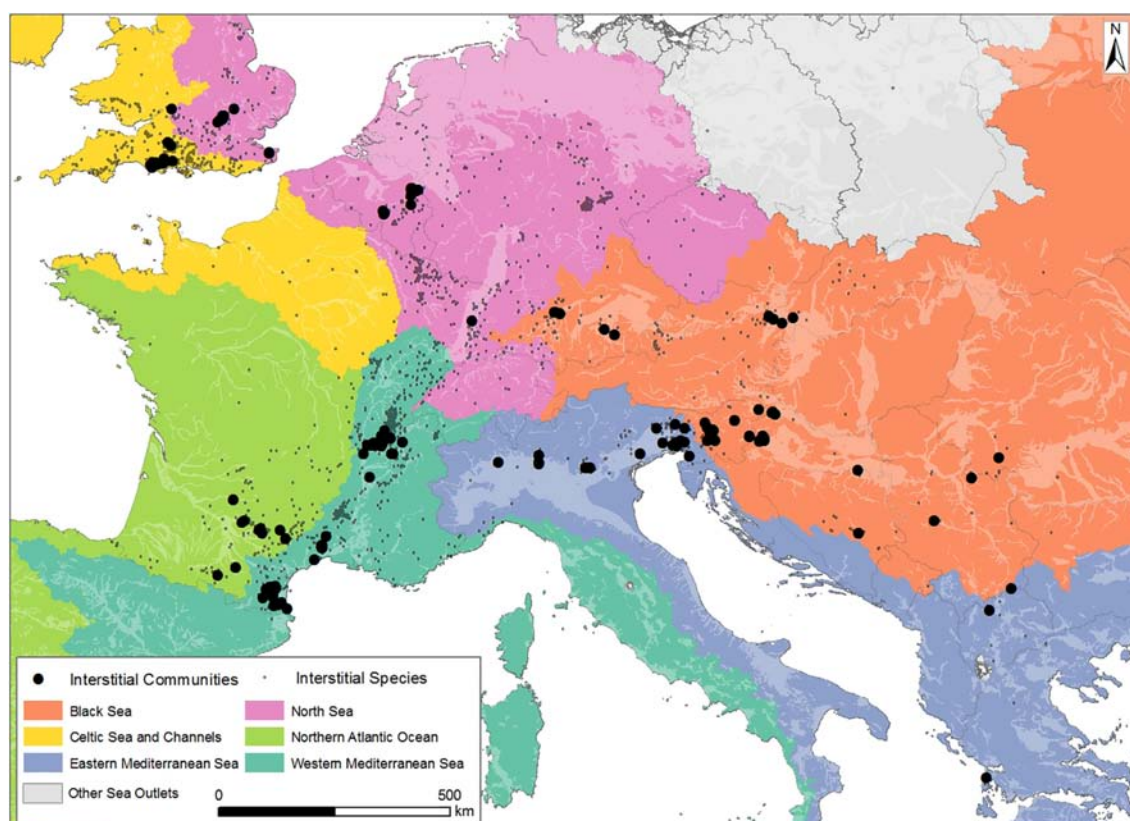 N
Interstitial Communities Interstitial Species
Black Sea North Sea
Celtic Sea and Channels Northern Atlantic Ocean
Eastern Mediterranean Sea Western Mediterranean Sea
Other Sea Outlets 0 500
km